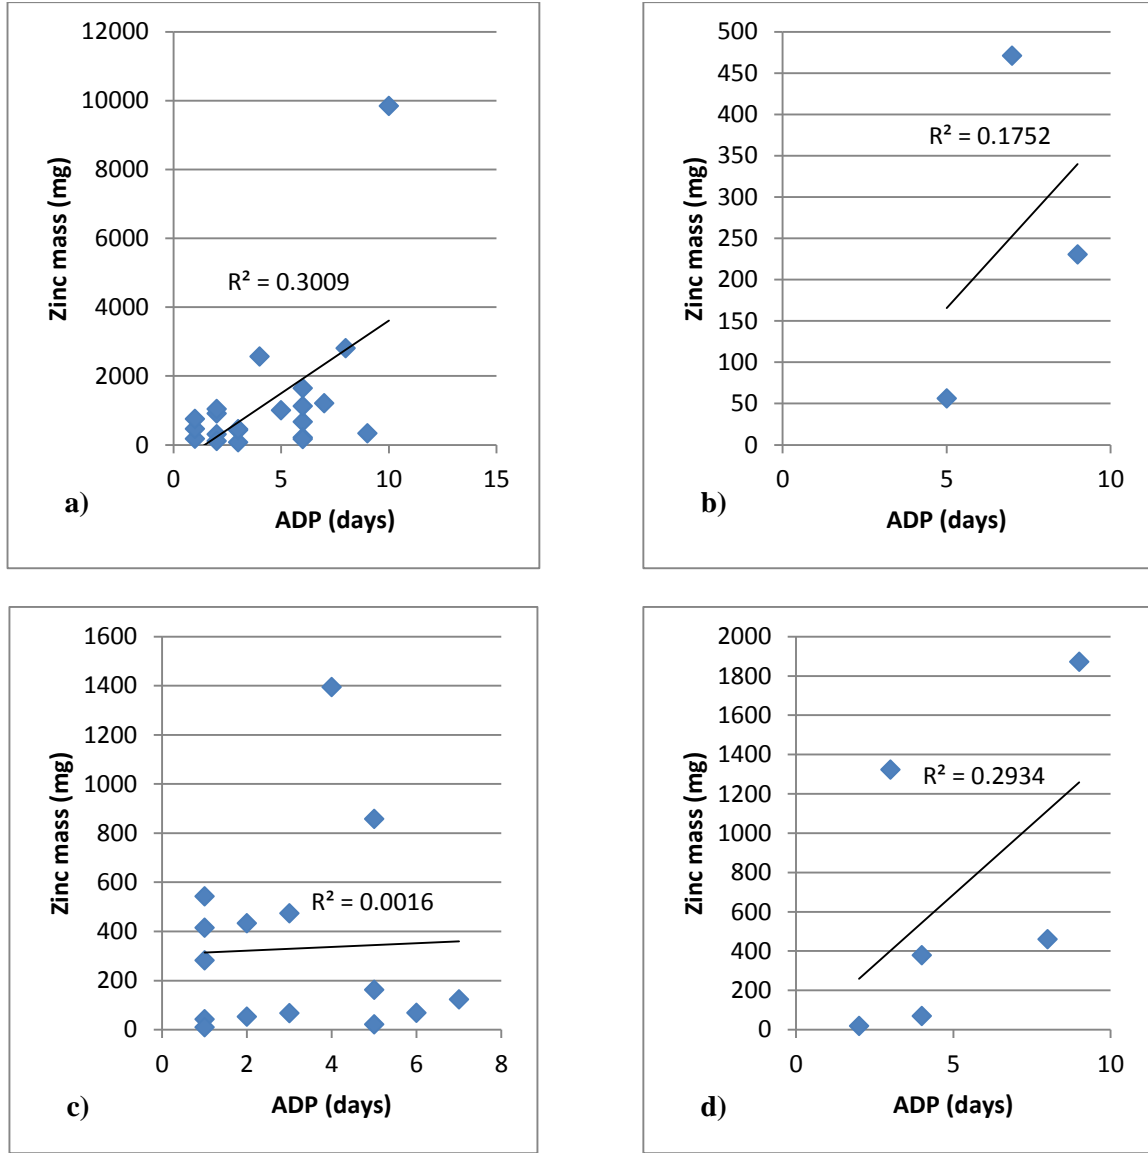 12000
10000
8000
6000
4000
2000
0
Zinc mass (mg)
R² = 0.3009
0 5 10 15
ADP (days)
a)
500
450
400
350
300
250
200
150
100
50
0
Zinc mass (mg)
R² = 0.1752
0 5 10
ADP (days)
b)
1600
1400
1200
1000
800
600
400
200
0
Zinc mass (mg)
R² = 0.0016
0 2 4 6 8
ADP (days)
c)
2000
1800
1600
1400
1200
1000
800
600
400
200
0
Zinc mass (mg)
R² = 0.2934
0 5 10
ADP (days)
d)